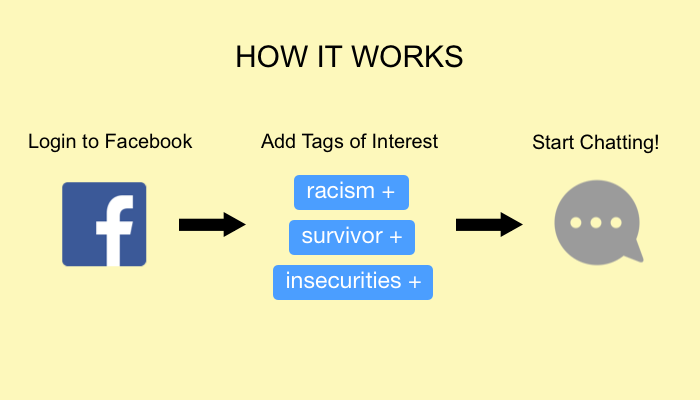 HOW IT WORKS
Login to Facebook
Add Tags of Interest
Start Chatting!
racism +
survivor +
insecurities +